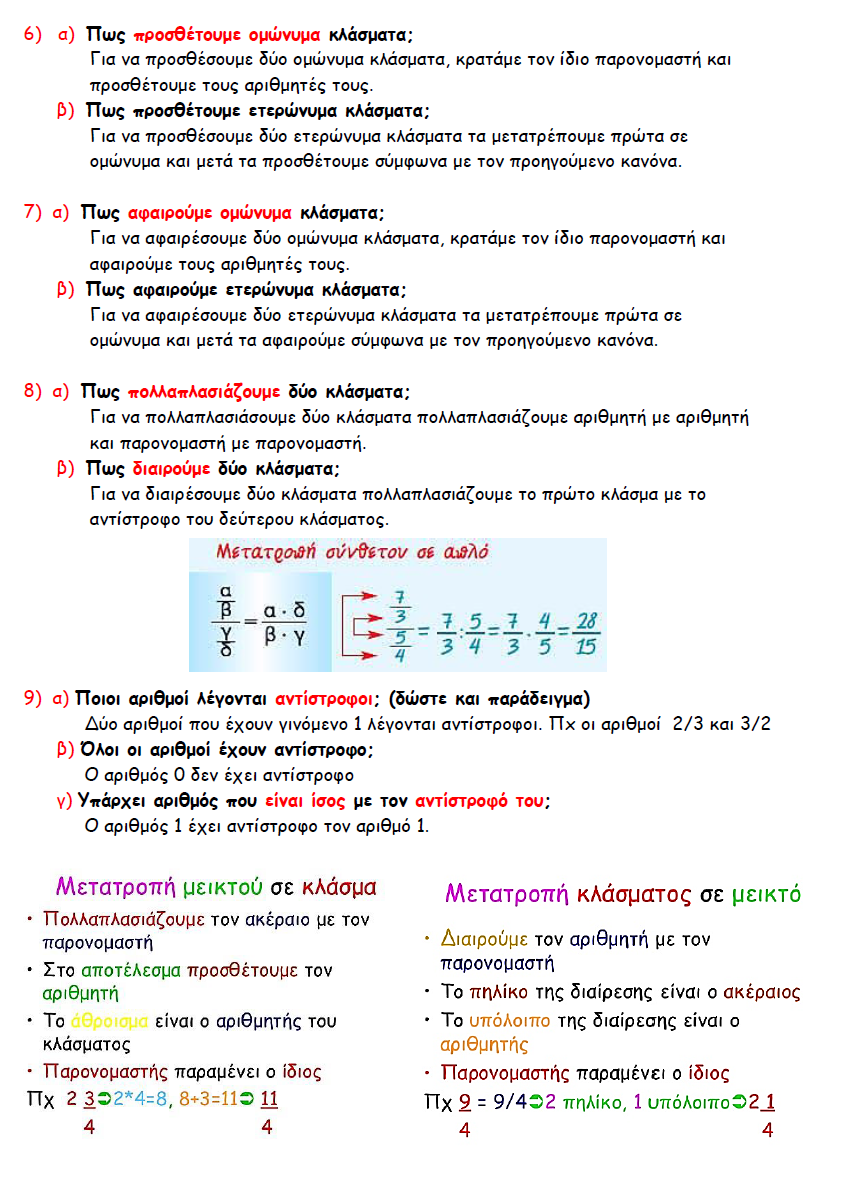 6) α) Πως προσθέτουμε ομώνυμα κλάσματα;
Για να προσθέσουμε δύο ομώνυμα κλάσματα, κρατάμε τον ίδιο παρονομαστή και
προσθέτουμε τους αριθμητές τους.
β) Πως προσθέτουμε ετερώνυμα κλάσματα;
Για να προσθέσουμε δύο ετερώνυμα κλάσματα τα μετατρέπουμε πρώτα σε
ομώνυμα και μετά τα προσθέτουμε σύμφωνα με τον προηγούμενο κανόνα.
7) α) Πως αφαιρούμε ομώνυμα κλάσματα;
Για να αφαιρέσουμε δύο ομώνυμα κλάσματα, κρατάμε τον ίδιο παρονομαστή και
αφαιρούμε τους αριθμητές τους.
β) Πως αφαιρούμε ετερώνυμα κλάσματα;
Για να αφαιρέσουμε δύο ετερώνυμα κλάσματα τα μετατρέπουμε πρώτα σε
ομώνυμα και μετά τα αφαιρούμε σύμφωνα με τον προηγούμενο κανόνα.
8) α) Πως πολλαπλασιάζουμε δύο κλάσματα;
Για να πολλαπλασιάσουμε δύο κλάσματα πολλαπλασιάζουμε αριθμητή με αριθμητή
και παρονομαστή με παρονομαστή.
β) Πως διαιρούμε δύο κλάσματα;
Για να διαιρέσουμε δύο κλάσματα πολλαπλασιάζουμε το πρώτο κλάσμα με το
αντίστροφο του δεύτερου κλάσματος.
Μετατροπή σύνθετου σε απλό
α/β / γ/δ = α · δ / β · γ
7/3 / 5/4 = 7/3 : 5/4 = 7/3 · 4/5 = 28/15
9) α) Ποιοι αριθμοί λέγονται αντίστροφοι; (δώστε και παράδειγμα)
Δύο αριθμοί που έχουν γινόμενο 1 λέγονται αντίστροφοι. Πχ οι αριθμοί 2/3 και 3/2
β) Όλοι οι αριθμοί έχουν αντίστροφο;
Ο αριθμός 0 δεν έχει αντίστροφο
γ) Υπάρχει αριθμός που είναι ίσος με τον αντίστροφό του;
Ο αριθμός 1 έχει αντίστροφο τον αριθμό 1.
Μετατροπή μεικτού σε κλάσμα
• Πολλαπλασιάζουμε τον ακέραιο με τον
παρονομαστή
• Στο αποτέλεσμα προσθέτουμε τον
αριθμητή
• Το άθροισμα είναι ο αριθμητής του
κλάσματος
• Παρονομαστής παραμένει ο ίδιος
Πχ 2 3➲2*4=8, 8+3=11➲ 11
4 4
Μετατροπή κλάσματος σε μεικτό
• Διαιρούμε τον αριθμητή με τον
παρονομαστή
• Το πηλίκο της διαίρεσης είναι ο ακέραιος
• Το υπόλοιπο της διαίρεσης είναι ο
αριθμητής
• Παρονομαστής παραμένει ο ίδιος
Πχ 9 = 9/4➲2 πηλίκο, 1 υπόλοιπο➲2 1
4 4